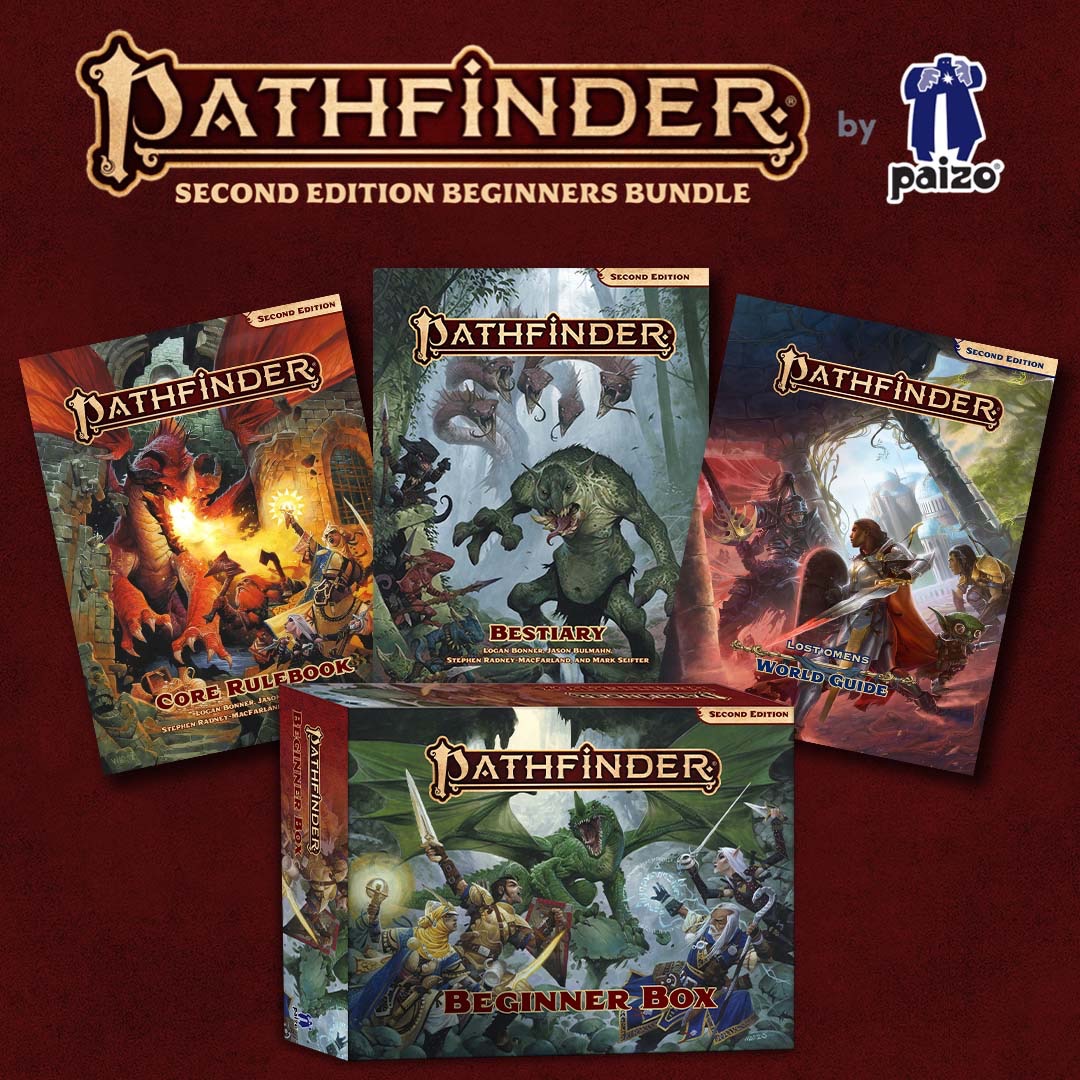 PATHFINDER®
by
paizo®
SECOND EDITION BEGINNERS BUNDLE
SECOND EDITION
PATHFINDER
CORE RULEBOOK
LOGAN BONNER, JASON
STEPHEN RADNEY-MACFARLAND
SECOND EDITION
PATHFINDER
BESTIARY
LOGAN BONNER, JASON BULMAHN,
STEPHEN RADNEY-MACFARLAND, AND MARK SEIFTER
SECOND EDITION
PATHFINDER
LOST OMENS
WORLD GUIDE
PATHFINDER
BEGINNER BOX
paizo
SECOND EDITION
PATHFINDER
BEGINNER BOX